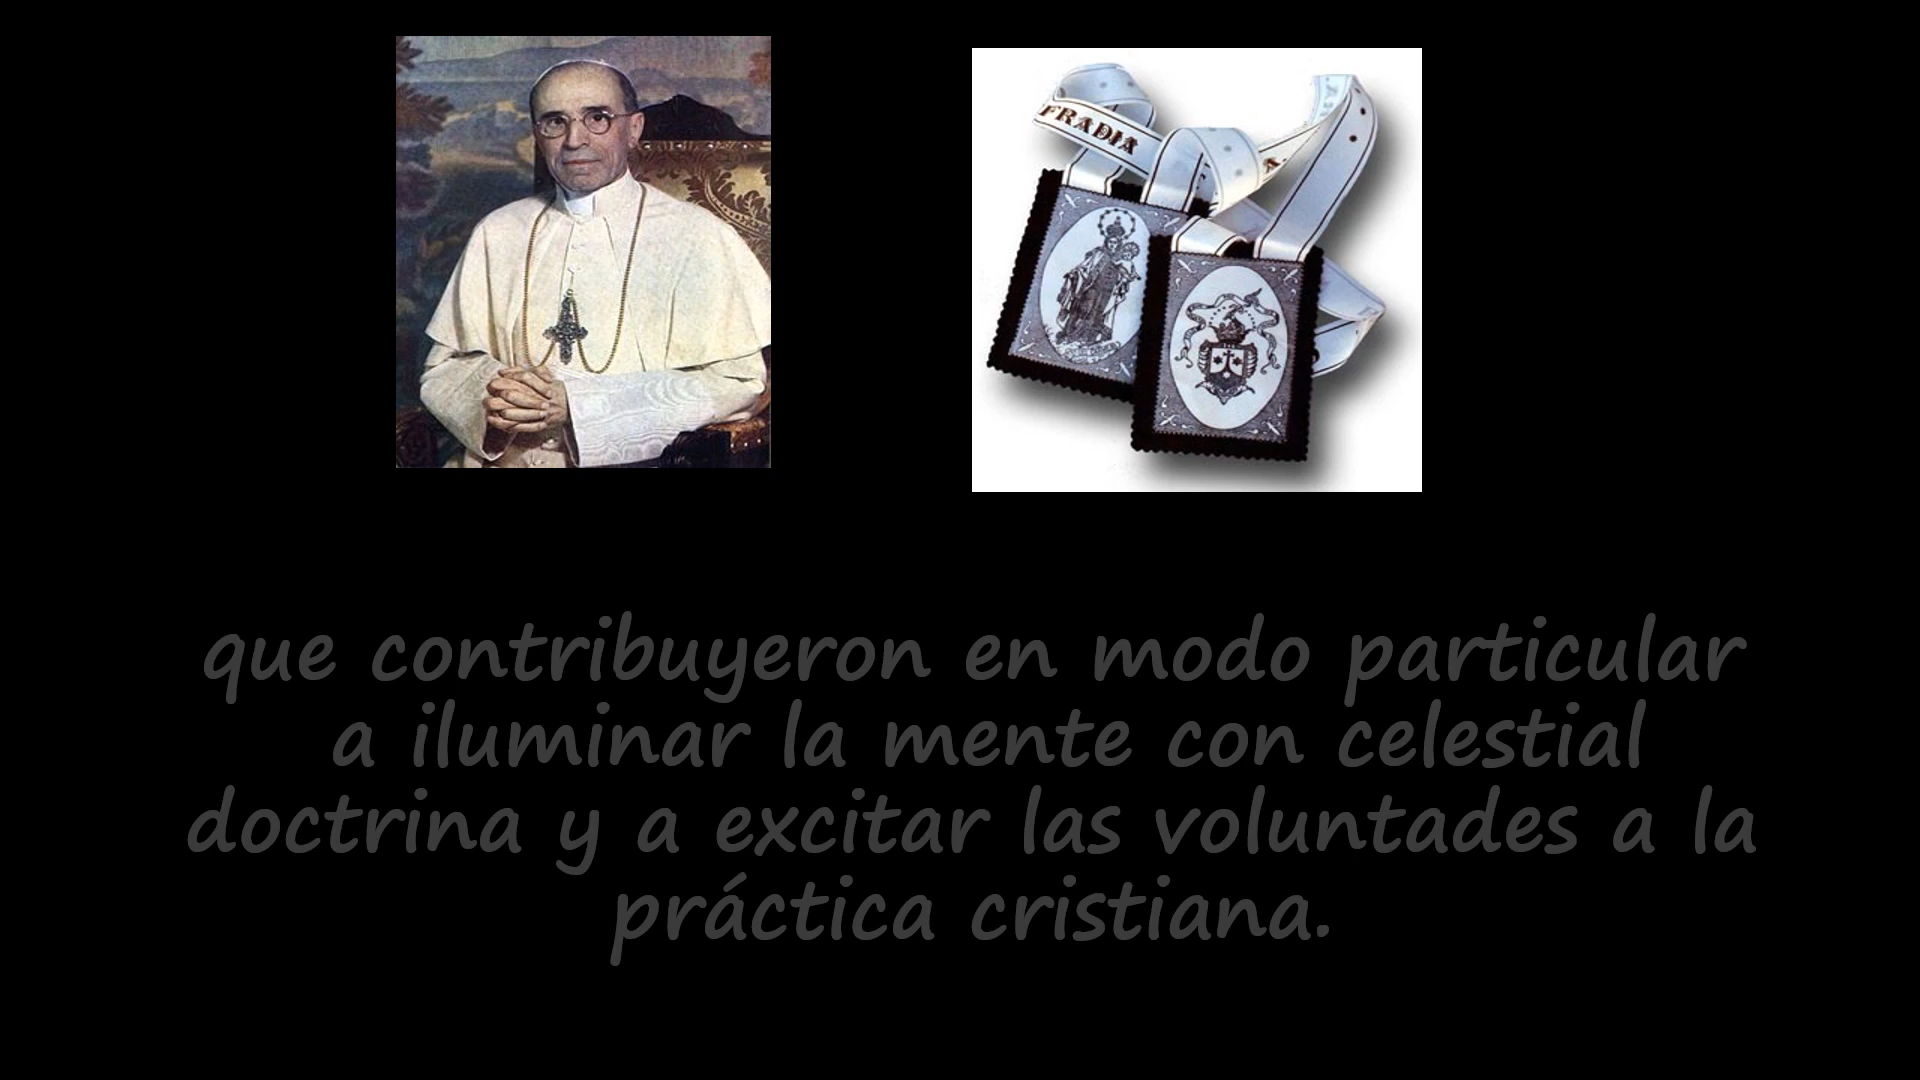 FRADIA
que contribuyeron en modo particular
a iluminar la mente con celestial
doctrina y a excitar las voluntades a la
práctica cristiana.